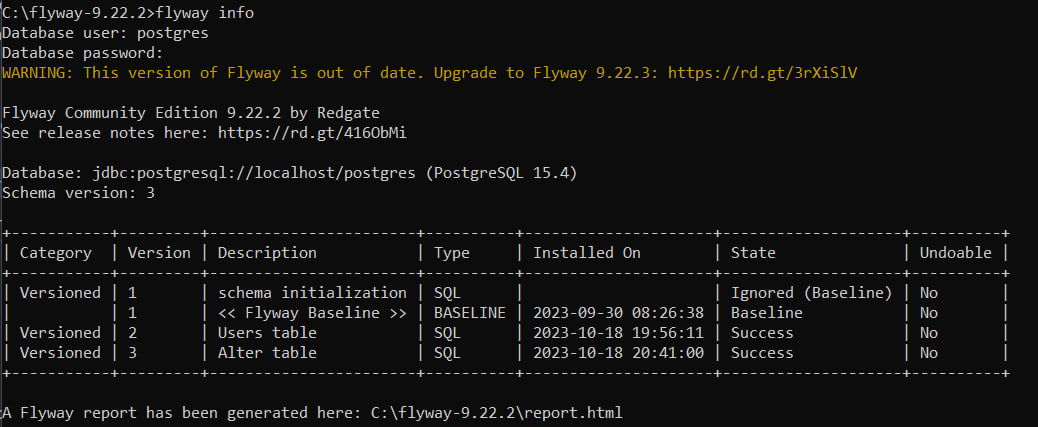 C:\flyway-9.22.2>flyway info
Database user: postgres
Database password:
WARNING: This version of Flyway is out of date. Upgrade to Flyway 9.22.3: https://rd.gt/3rXiSlV
Flyway Community Edition 9.22.2 by Redgate
See release notes here: https://rd.gt/416ObMi
Database: jdbc:postgresql://localhost/postgres (PostgreSQL 15.4)
Schema version: 3
+-----------+---------+-----------------------+----------+---------------------+--------------------+----------+
| Category  | Version | Description           | Type     | Installed On        | State              | Undoable |
+-----------+---------+-----------------------+----------+---------------------+--------------------+----------+
| Versioned | 1       | schema initialization | SQL      |                     | Ignored (Baseline) | No       |
|           | 1       | << Flyway Baseline >> | BASELINE | 2023-09-30 08:26:38 | Baseline           | No       |
| Versioned | 2       | Users table           | SQL      | 2023-10-18 19:56:11 | Success            | No       |
| Versioned | 3       | Alter table           | SQL      | 2023-10-18 20:41:00 | Success            | No       |
+-----------+---------+-----------------------+----------+---------------------+--------------------+----------+
A Flyway report has been generated here: C:\flyway-9.22.2\report.html